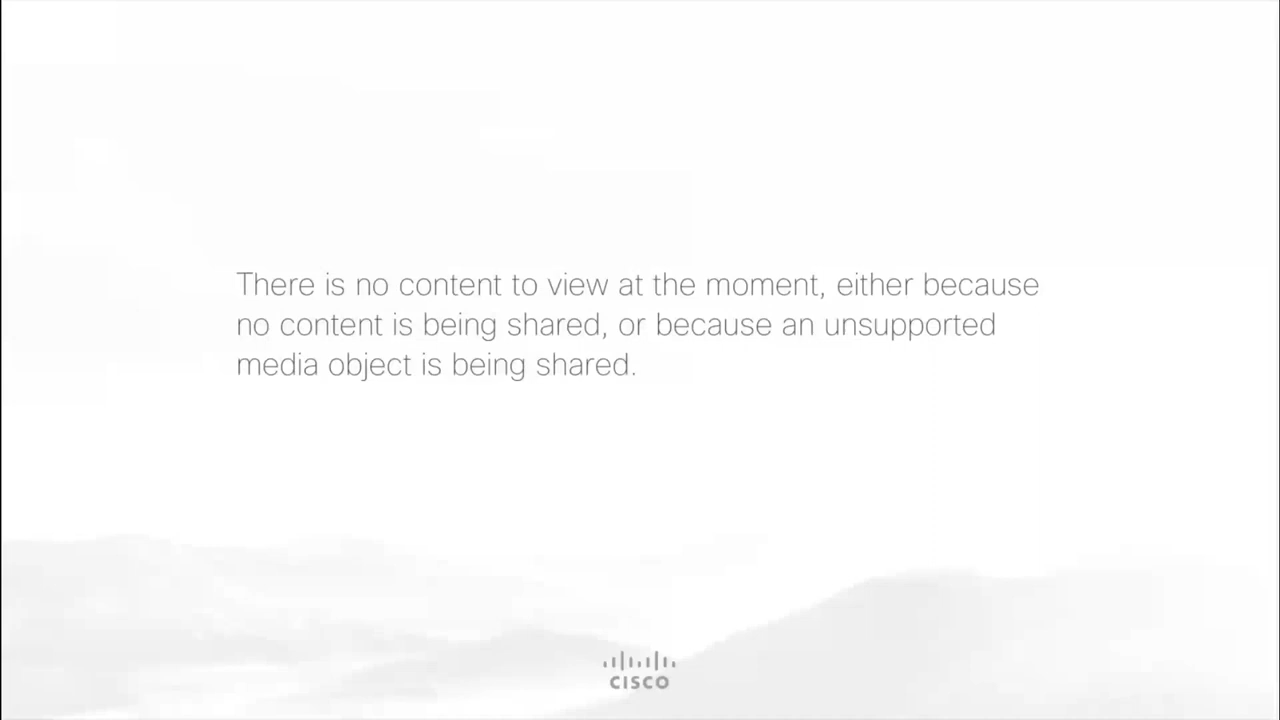 There is no content to view at the moment, either because
no content is being shared, or because an unsupported
media object is being shared.
CISCO